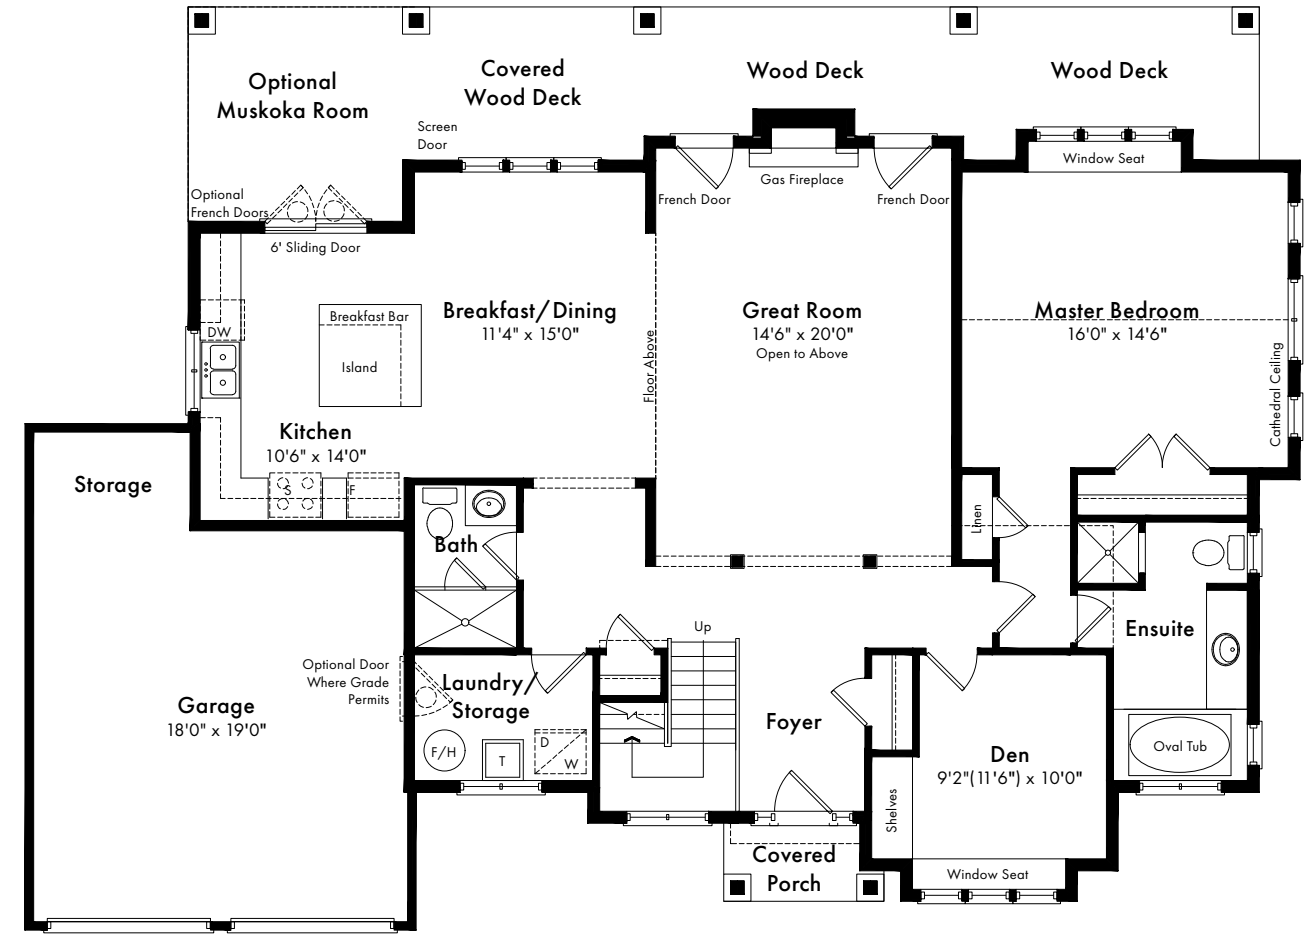 Optional
Muskoka Room
Covered
Wood Deck
Wood Deck
Wood Deck
Screen
Door
Window Seat
Gas Fireplace
Optional
French Doors
French Door
French Door
6' Sliding Door
Breakfast Bar
Island
DW
Breakfast/Dining
11'4" x 15'0"
Floor Above
Great Room
14'6" x 20'0"
Open to Above
Master Bedroom
16'0" x 14'6"
Cathedral Ceiling
Kitchen
10'6" x 14'0"
S
F
Storage
Bath
Linen
Ensuite
Up
Optional Door
Where Grade
Permits
Laundry/
Storage
F/H
T
D
W
Garage
18'0" x 19'0"
Foyer
Den
9'2"(11'6") x 10'0"
Oval Tub
Shelves
Covered
Porch
Window Seat